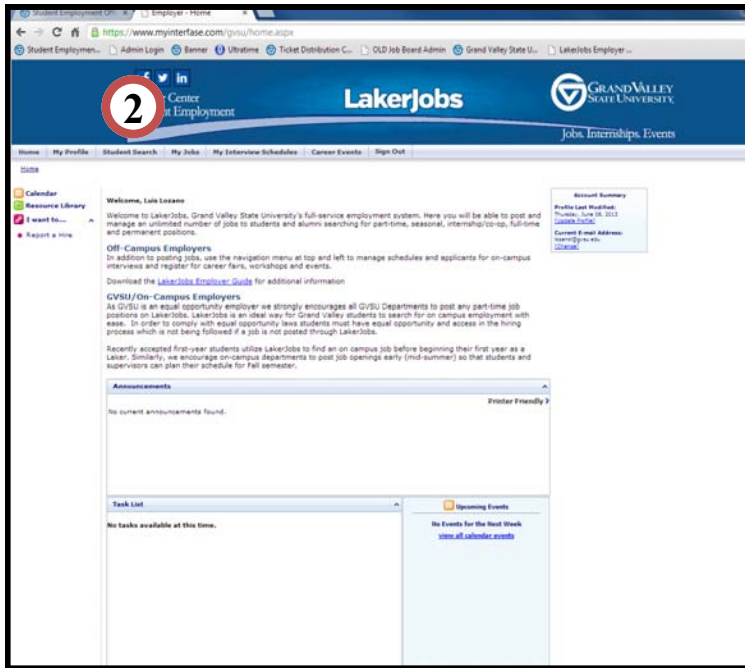 Student Employment Offi
Employer - Home
https://www.myinterfase.com/gvsu/home.aspx
Student Employmen...
Admin Login
Banner
Ultratime
Ticket Distribution C...
OLD Job Board Admin
Grand Valley State U...
LakerJobs Employer ...
2
Center
t Employment
LakerJobs
GRAND VALLEY
STATE UNIVERSITY
Jobs. Internships. Events
Home My Profile Student Search My Jobs My Interview Schedules Career Events Sign Out
Home
Calendar
Resource Library
I want to...
Report a Hire
Welcome, Luis Lozano
Welcome to LakerJobs, Grand Valley State University's full-service employment system. Here you will be able to post and
manage an unlimited number of jobs to students and alumni searching for part-time, seasonal, internship/co-op, full-time
and permanent positions.
Off-Campus Employers
In addition to posting jobs, use the navigation menu at top and left to manage schedules and applicants for on-campus
interviews and register for career fairs, workshops and events.
Download the LakerJobs Employer Guide for additional information
GVSU/On-Campus Employers
As GVSU is an equal opportunity employer we strongly encourages all GVSU Departments to post any part-time job
positions on LakerJobs. LakerJobs is an ideal way for Grand Valley students to search for on campus employment with
ease. In order to comply with equal opportunity laws students must have equal opportunity and access in the hiring
process which is not being followed if a job is not posted through LakerJobs.
Recently accepted first-year students utilize LakerJobs to find an on campus job before beginning their first year as a
Laker. Similarly, we encourage on-campus departments to post job openings early (mid-summer) so that students and
supervisors can plan their schedule for Fall semester.
Account Summary
Profile Last Modified:
Thursday, June 2013
[Update Profile]
Current E-mail Address:
[Change]
Announcements
Printer Friendly
No current announcements found.
Task List
No tasks available at this time.
Upcoming Events
No Events for the Next Week
view all calendar events